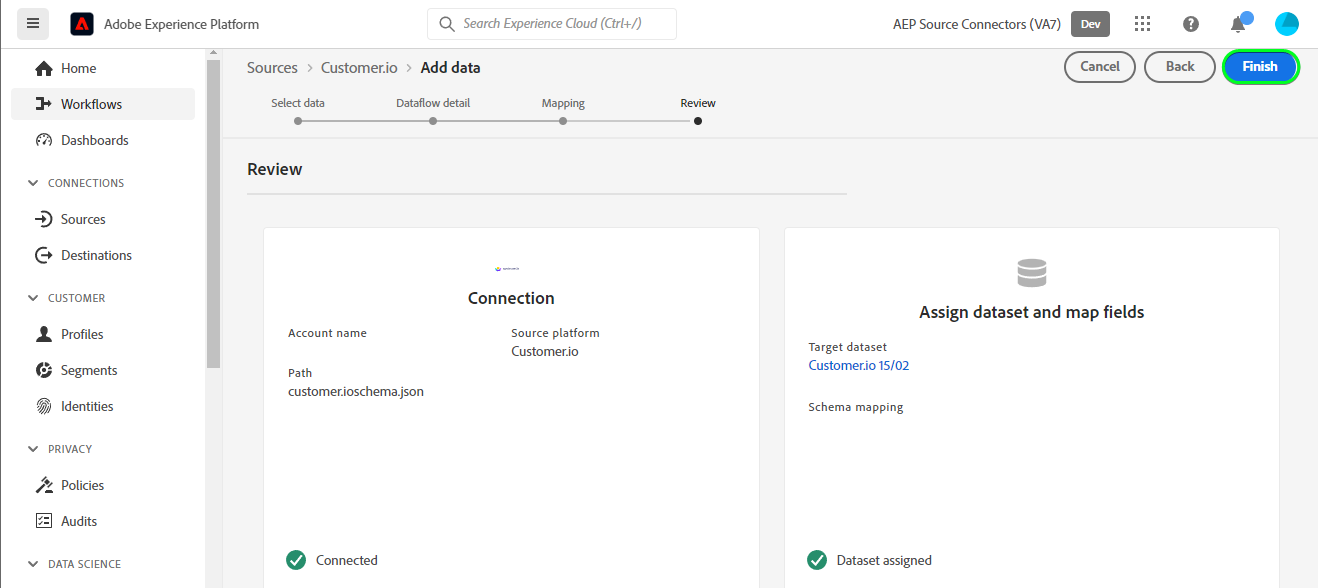 Adobe Experience Platform
Search Experience Cloud (Ctrl+/)
AEP Source Connectors (VA7)
Dev
Home
Workflows
Dashboards
CONNECTIONS
Sources
Destinations
CUSTOMER
Profiles
Segments
Identities
PRIVACY
Policies
Audits
DATA SCIENCE
Sources > Customer.io > Add data
Cancel
Back
Finish
Select data
Dataflow detail
Mapping
Review
Review
Connection
Account name
Source platform
Customer.io
Path
customer.ioschema.json
Connected
Assign dataset and map fields
Target dataset
Customer.io 15/02
Schema mapping
Dataset assigned